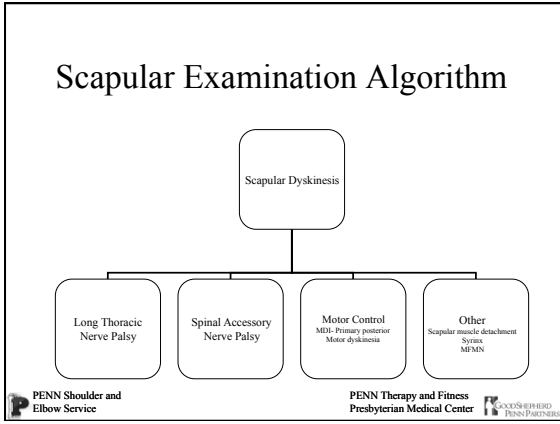 Scapular Examination Algorithm
Scapular Dyskinesis
Long Thoracic
Nerve Palsy
Spinal Accessory
Nerve Palsy
Motor Control
MDI- Primary posterior
Motor dyskinesia
Other
Scapular muscle detachment
Syrinx
MFMN
PENN Shoulder and
Elbow Service
PENN Therapy and Fitness
Presbyterian Medical Center
GOOD SHEPHERD
PENN PARTNERS